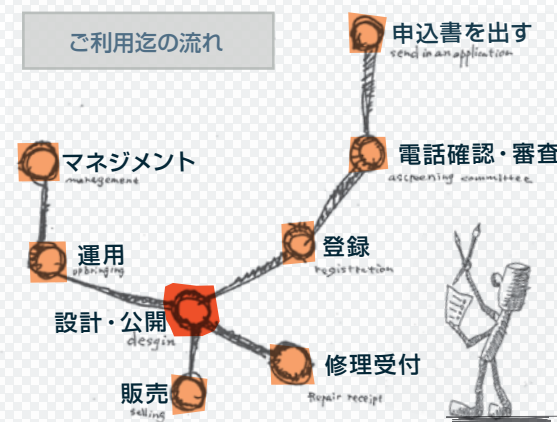 ご利用迄の流れ
申込書を出す
send in an application
電話確認・審査
ascpeening committee
マネジメント
management
登録
registration
運用
upbringing
設計・公開
desgin
修理受付
Repair receipt
販売
selling